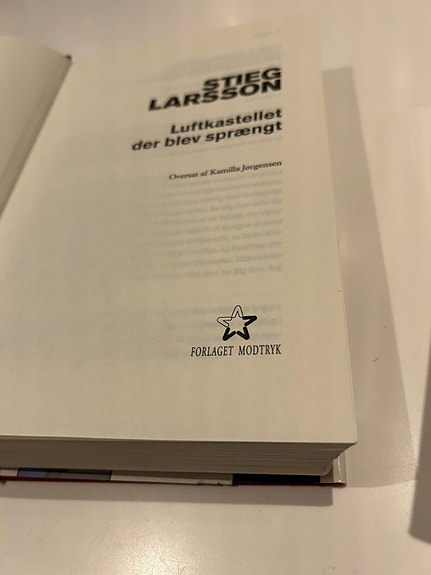 STIEG
LARSSON
Luftkastellet
der blev sprængt
Oversat af Kamilla Jørgensen
FORLAGET MODTRYK